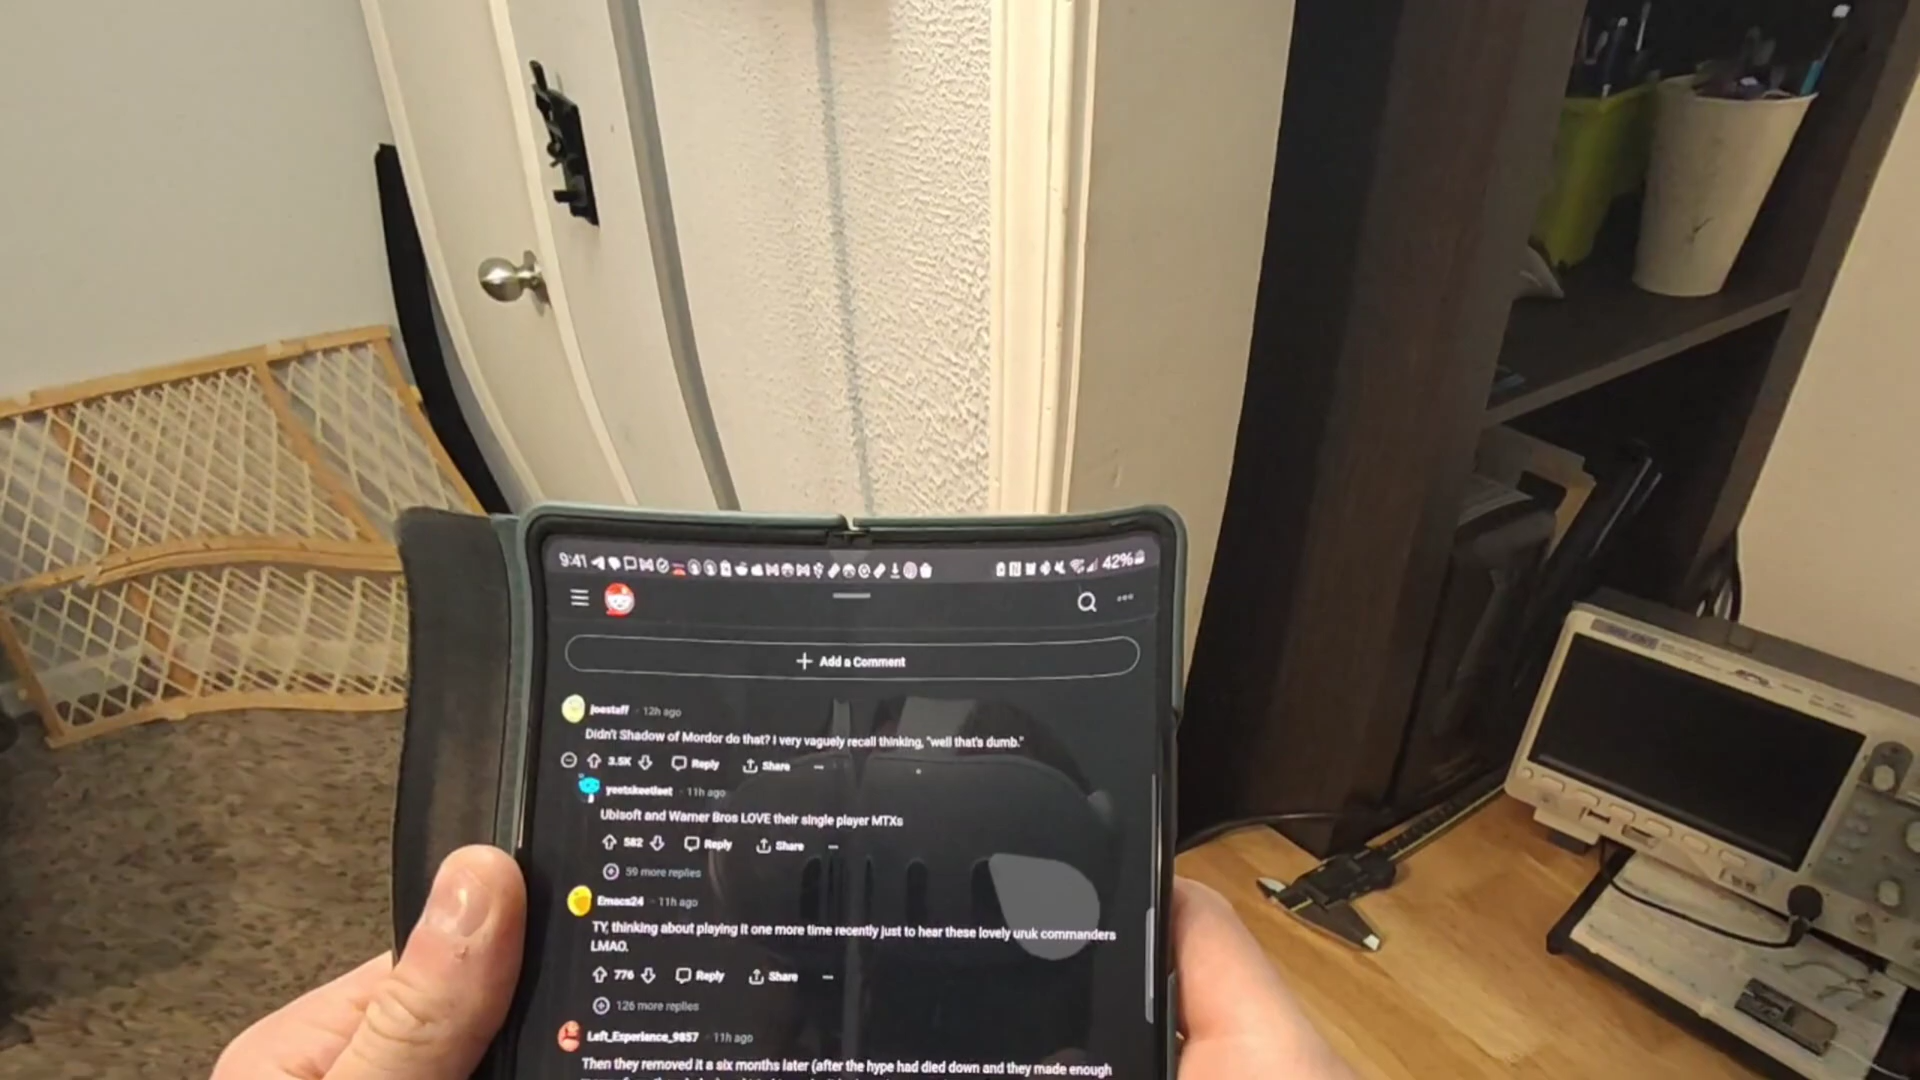 9:41 42%
Add a Comment
joestaff · 12h ago
Didn't Shadow of Mordor do that? I very vaguely recall thinking, "well that's dumb."
3.5K Reply Share
yeetskeetleet · 11h ago
Ubisoft and Warner Bros LOVE their single player MTXs
582 Reply Share
59 more replies
Emacs24 · 11h ago
TY, thinking about playing it one more time recently just to hear these lovely uruk commanders
LMAO.
776 Reply Share
126 more replies
Left_Experience_9857 · 11h ago
Then they removed it a six months later (after the hype had died down and they made enough